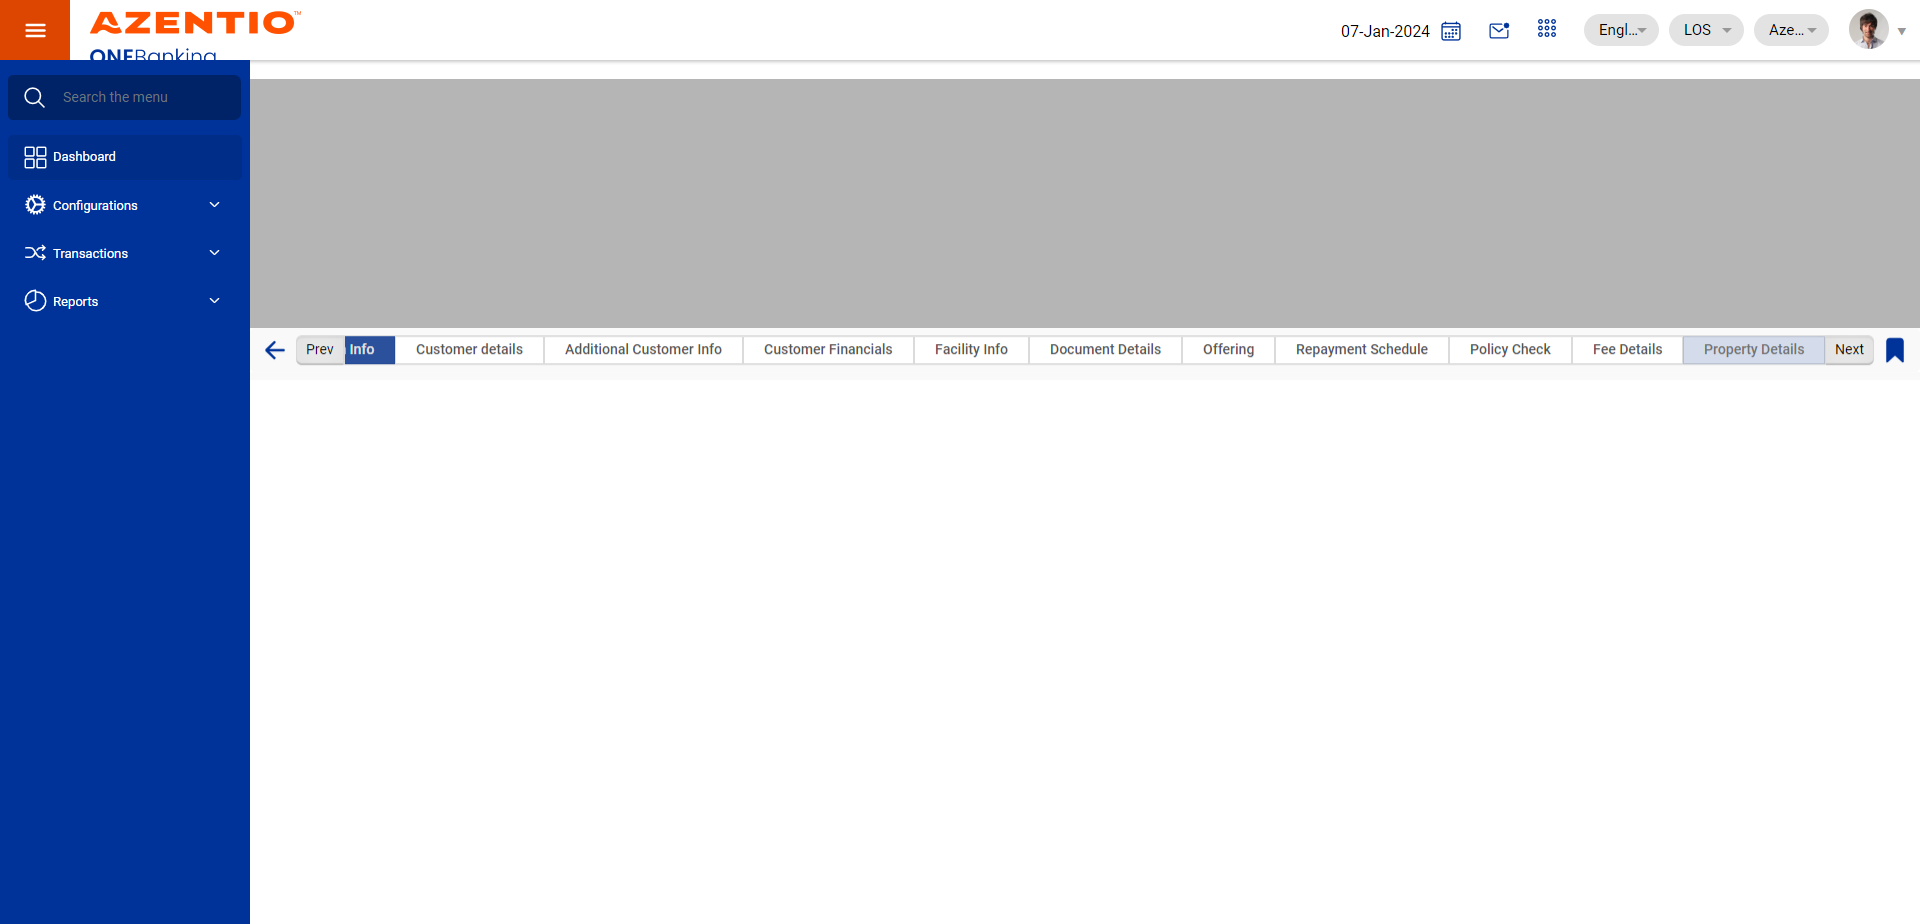 AZENTIO™
ONEBanking
07-Jan-2024
Engl...
LOS
Aze...
Search the menu
Dashboard
Configurations
Transactions
Reports
Prev
Info
Customer details
Additional Customer Info
Customer Financials
Facility Info
Document Details
Offering
Repayment Schedule
Policy Check
Fee Details
Property Details
Next